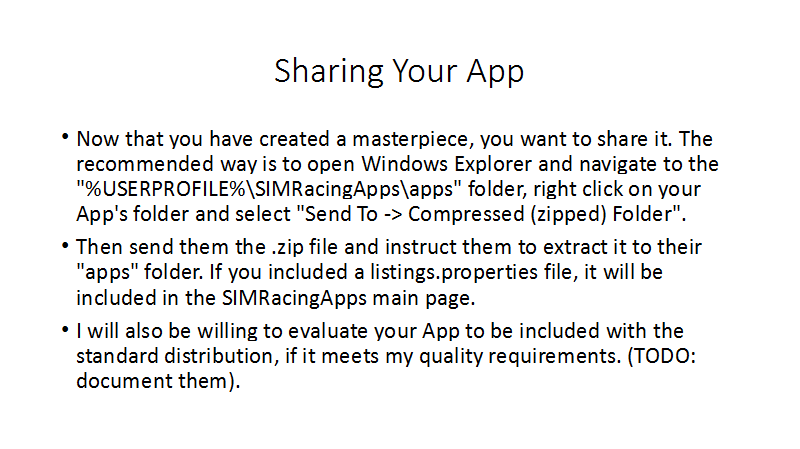 Sharing Your App
• Now that you have created a masterpiece, you want to share it. The
recommended way is to open Windows Explorer and navigate to the
"%USERPROFILE%\SIMRacingApps\apps" folder, right click on your
App's folder and select "Send To -> Compressed (zipped) Folder".
• Then send them the .zip file and instruct them to extract it to their
"apps" folder. If you included a listings.properties file, it will be
included in the SIMRacingApps main page.
• I will also be willing to evaluate your App to be included with the
standard distribution, if it meets my quality requirements. (TODO:
document them).